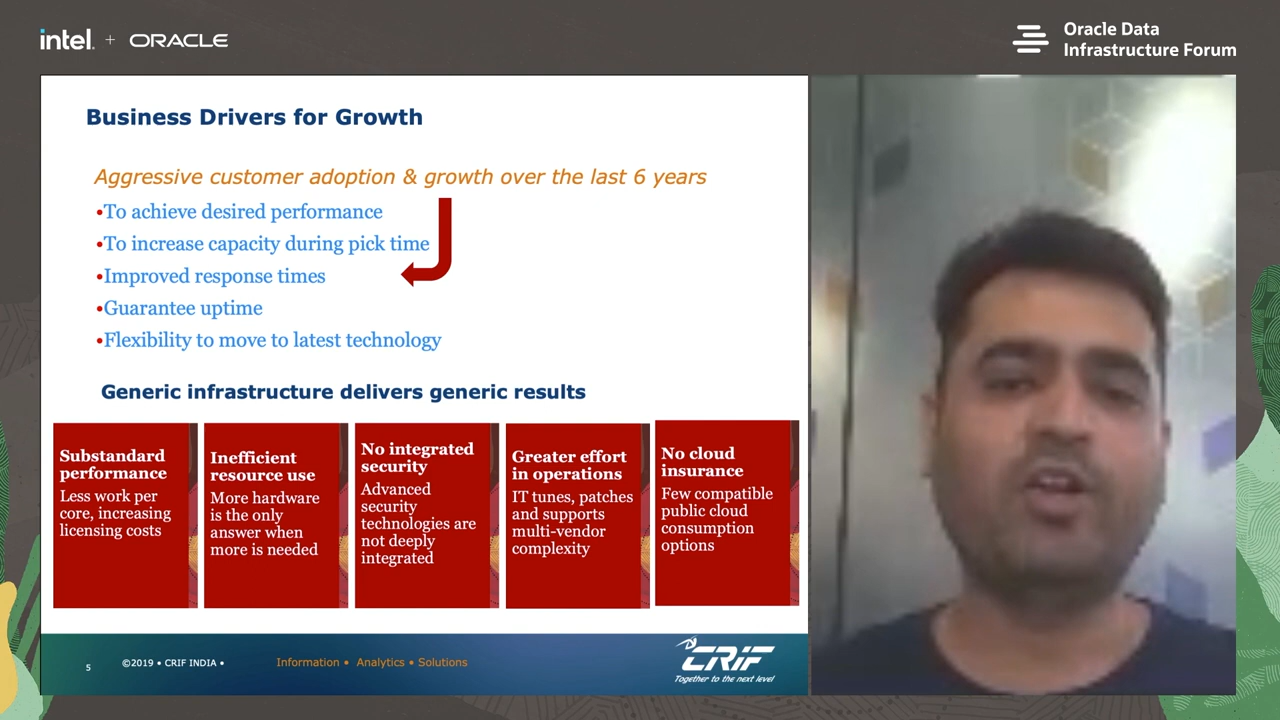 intel + ORACLE
Oracle Data
Infrastructure Forum
Business Drivers for Growth
Aggressive customer adoption & growth over the last 6 years
•To achieve desired performance
•To increase capacity during pick time
•Improved response times
•Guarantee uptime
•Flexibility to move to latest technology
Generic infrastructure delivers generic results
Substandard
performance
Less work per
core, increasing
licensing costs
Inefficient
resource use
More hardware
is the only
answer when
more is needed
No integrated
security
Advanced
security
technologies are
not deeply
integrated
Greater effort
in operations
IT tunes, patches
and supports
multi-vendor
complexity
No cloud
insurance
Few compatible
public cloud
consumption
options
5
©2019 • CRIF INDIA •
Information • Analytics • Solutions
CRIF
Together to the next level